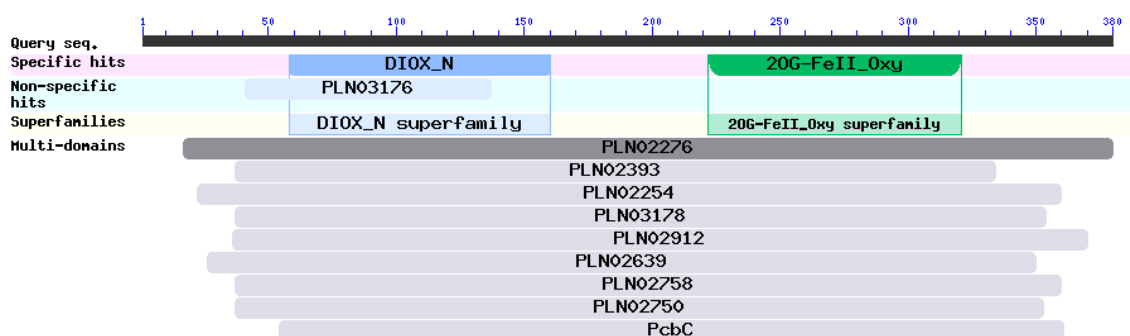 1 50 100 150 200 250 300 350 380
Query seq.
Specific hits DIOX_N 2OG-FeII_Oxy
Non-specific hits PLN03176
Superfamilies DIOX_N superfamily 2OG-FeII_Oxy superfamily
Multi-domains PLN02276
PLN02393
PLN02254
PLN03178
PLN02912
PLN02639
PLN02758
PLN02750
PcbC